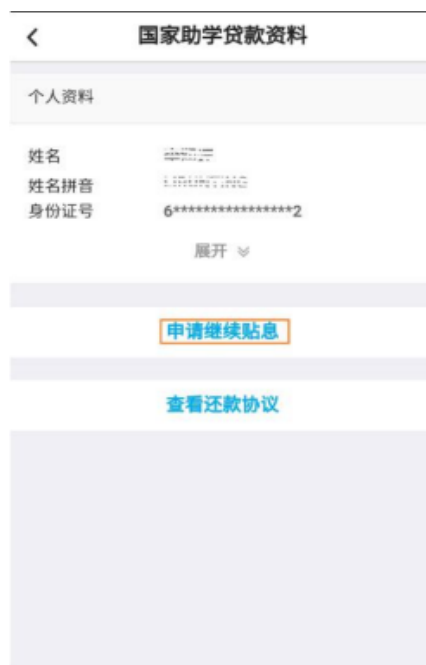 国家助学贷款资料
个人资料
姓名
姓名拼音
身份证号 6****************2
展开
申请继续贴息
查看还款协议